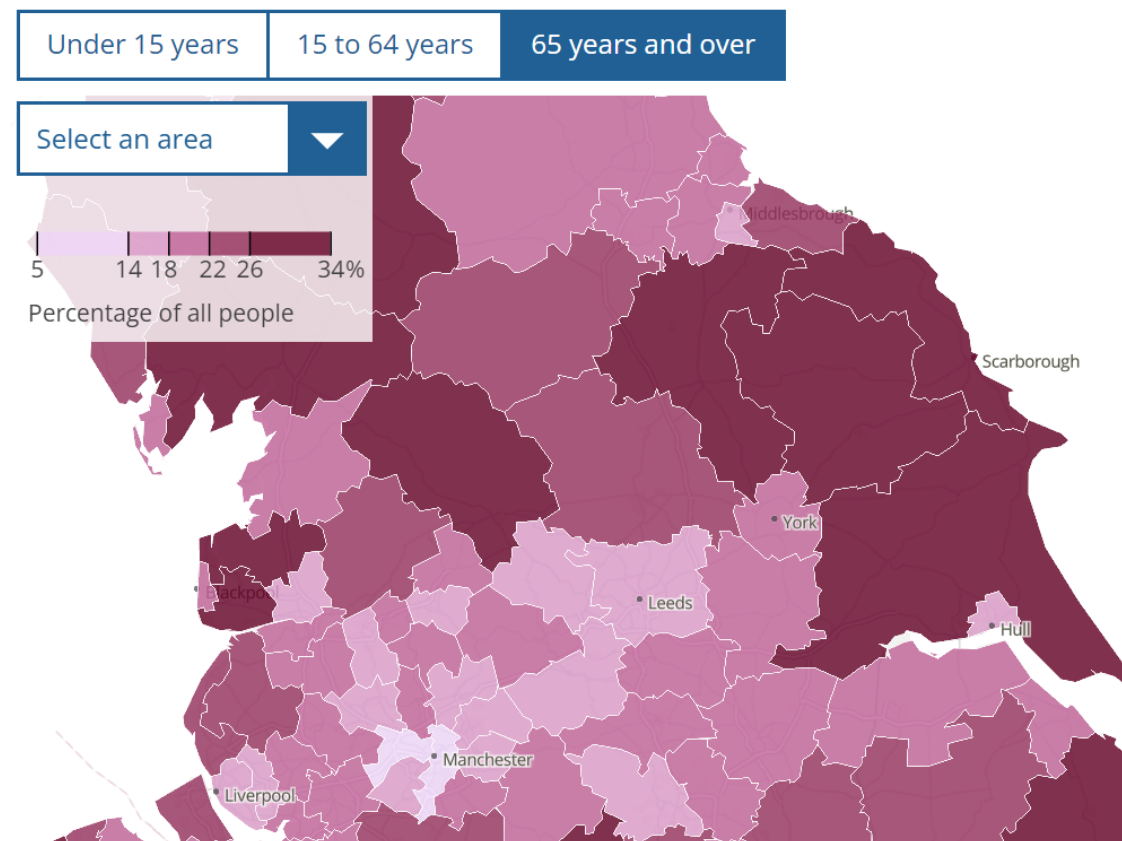 Under 15 years
15 to 64 years
65 years and over
Select an area
5
14
18
22
26
34%
Percentage of all people
Middlesbrough
Scarborough
York
Blackpool
Leeds
Hull
Manchester
Liverpool